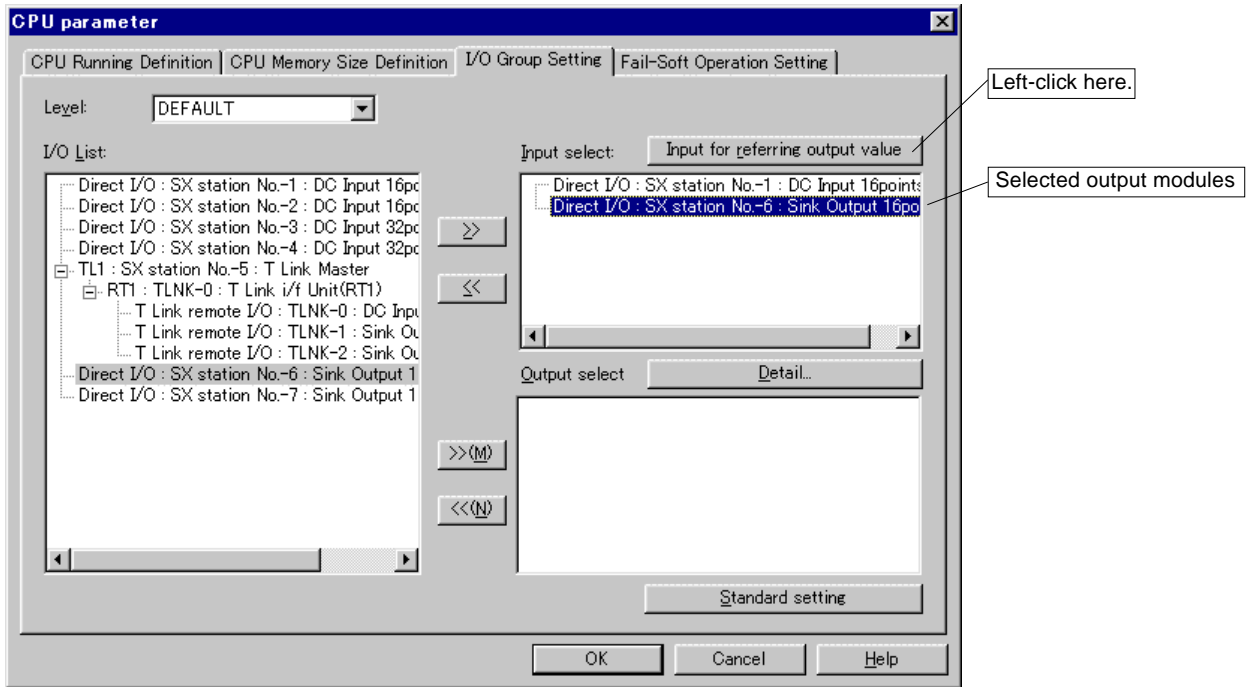 CPU parameter
CPU Running Definition CPU Memory Size Definition I/O Group Setting Fail-Soft Operation Setting
Level: DEFAULT
Left-click here.
I/O List:
Input select: Input for referring output value
Direct I/O : SX station No.-1 : DC Input 16po
Direct I/O : SX station No.-2 : DC Input 16po
Direct I/O : SX station No.-3 : DC Input 32po
Direct I/O : SX station No.-4 : DC Input 32po
TL1 : SX station No.-5 : T Link Master
RT1 : TLNK-0 : T Link i/f Unit(RT1)
T Link remote I/O : TLNK-0 : DC Inpu
T Link remote I/O : TLNK-1 : Sink Ou
T Link remote I/O : TLNK-2 : Sink Ou
Direct I/O : SX station No.-6 : Sink Output 1
Direct I/O : SX station No.-7 : Sink Output 1
>>
<<
>>(M)
<<(N)
Direct I/O : SX station No.-1 : DC Input 16points
Direct I/O : SX station No.-6 : Sink Output 16po
Selected output modules
Output select Detail...
Standard setting
OK Cancel Help